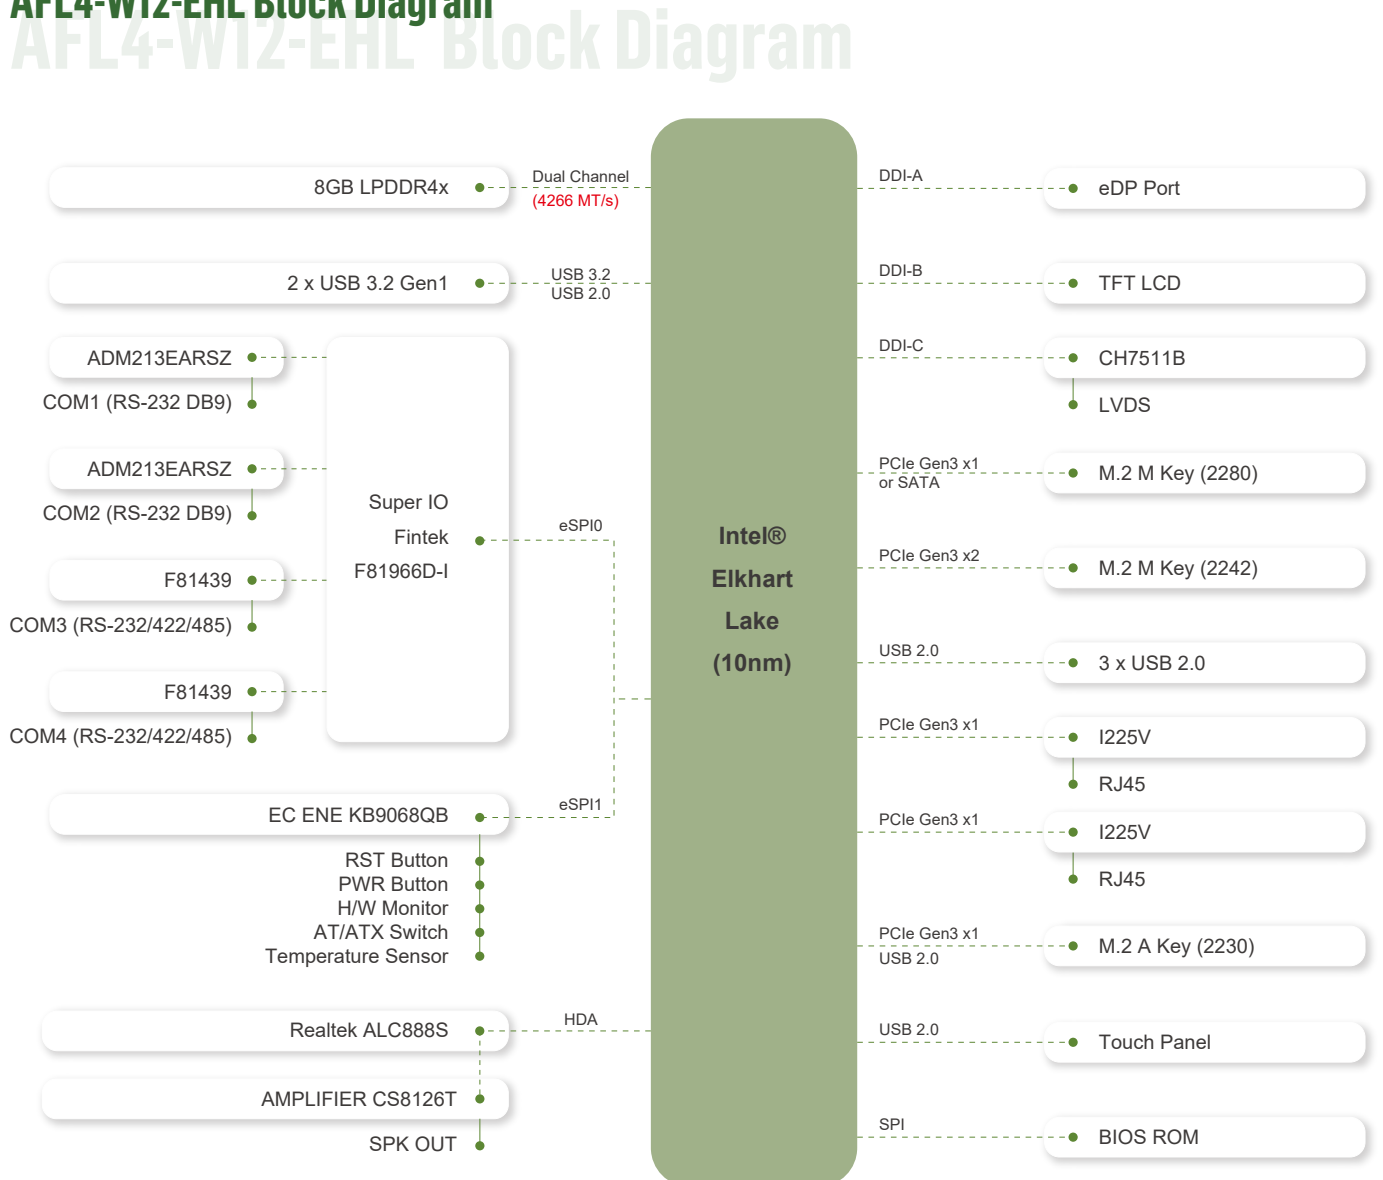 AFL4-W12-EHL Block Diagram
AFL4-W12-EHL Block Diagram
8GB LPDDR4x
Dual Channel
(4266 MT/s)
2 x USB 3.2 Gen1
USB 3.2
USB 2.0
ADM213EARSZ
COM1 (RS-232 DB9)
ADM213EARSZ
COM2 (RS-232 DB9)
F81439
COM3 (RS-232/422/485)
F81439
COM4 (RS-232/422/485)
Super IO
Fintek
F81966D-I
eSPI0
EC ENE KB9068QB
eSPI1
RST Button
PWR Button
H/W Monitor
AT/ATX Switch
Temperature Sensor
Realtek ALC888S
HDA
AMPLIFIER CS8126T
SPK OUT
Intel®
Elkhart
Lake
(10nm)
DDI-A
eDP Port
DDI-B
TFT LCD
DDI-C
CH7511B
LVDS
PCIe Gen3 x1
or SATA
M.2 M Key (2280)
PCIe Gen3 x2
M.2 M Key (2242)
USB 2.0
3 x USB 2.0
PCIe Gen3 x1
I225V
RJ45
PCIe Gen3 x1
I225V
RJ45
PCIe Gen3 x1
USB 2.0
M.2 A Key (2230)
USB 2.0
Touch Panel
SPI
BIOS ROM